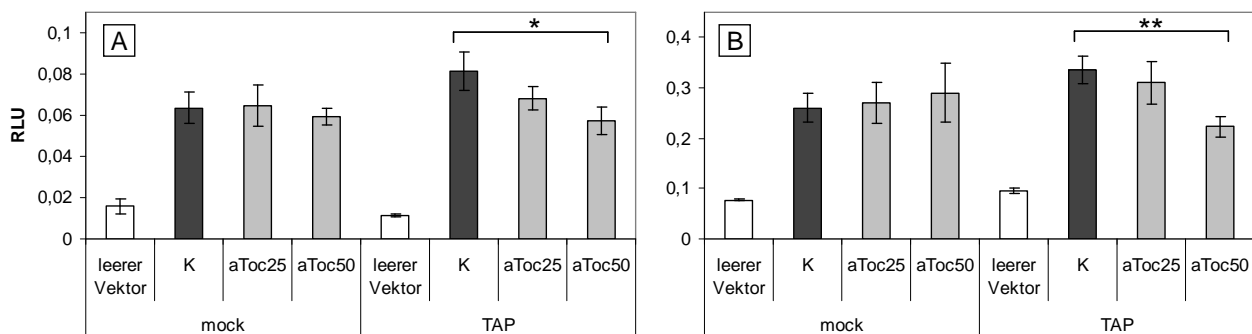 A
RLU
0,1
0,08
0,06
0,04
0,02
0
*
leerer Vektor
K
aToc25
aToc50
leerer Vektor
K
aToc25
aToc50
mock
TAP
B
0,4
0,3
0,2
0,1
0
**
leerer Vektor
K
aToc25
aToc50
leerer Vektor
K
aToc25
aToc50
mock
TAP